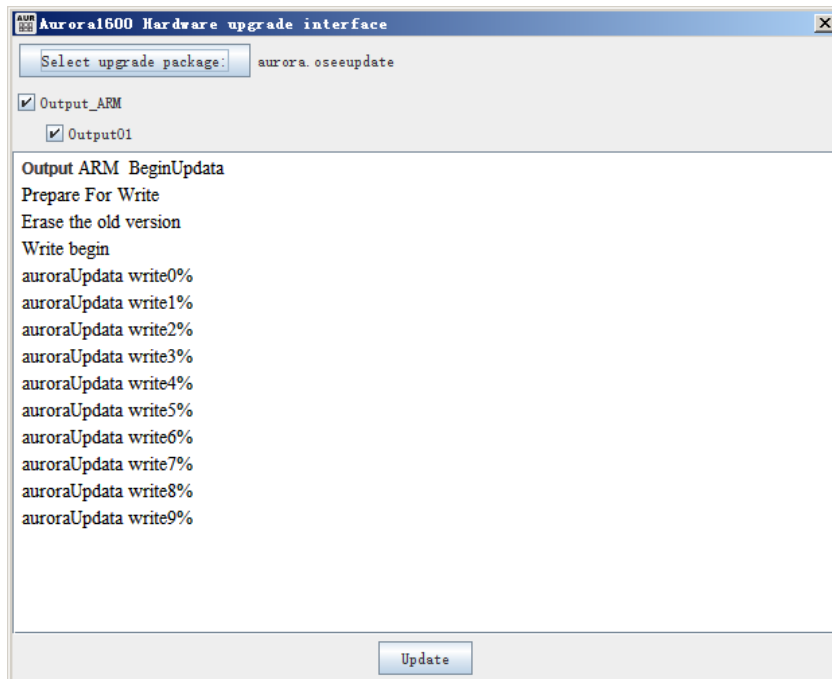 AUR Aurora1600 Hardware upgrade interface
Select upgrade package: aurora.oseeupdate
Output_ARM
Output01
Output ARM BeginUpdata
Prepare For Write
Erase the old version
Write begin
auroraUpdata write0%
auroraUpdata write1%
auroraUpdata write2%
auroraUpdata write3%
auroraUpdata write4%
auroraUpdata write5%
auroraUpdata write6%
auroraUpdata write7%
auroraUpdata write8%
auroraUpdata write9%
Update